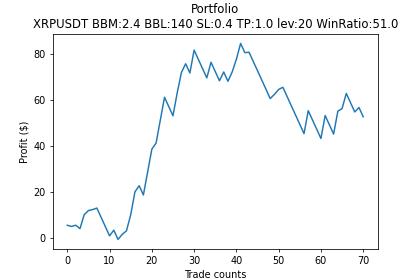 Portfolio
XRPUSDT BBM:2.4 BBL:140 SL:0.4 TP:1.0 lev:20 WinRatio:51.0
80
60
40
20
0
Profit ($)
0 10 20 30 40 50 60 70
Trade counts